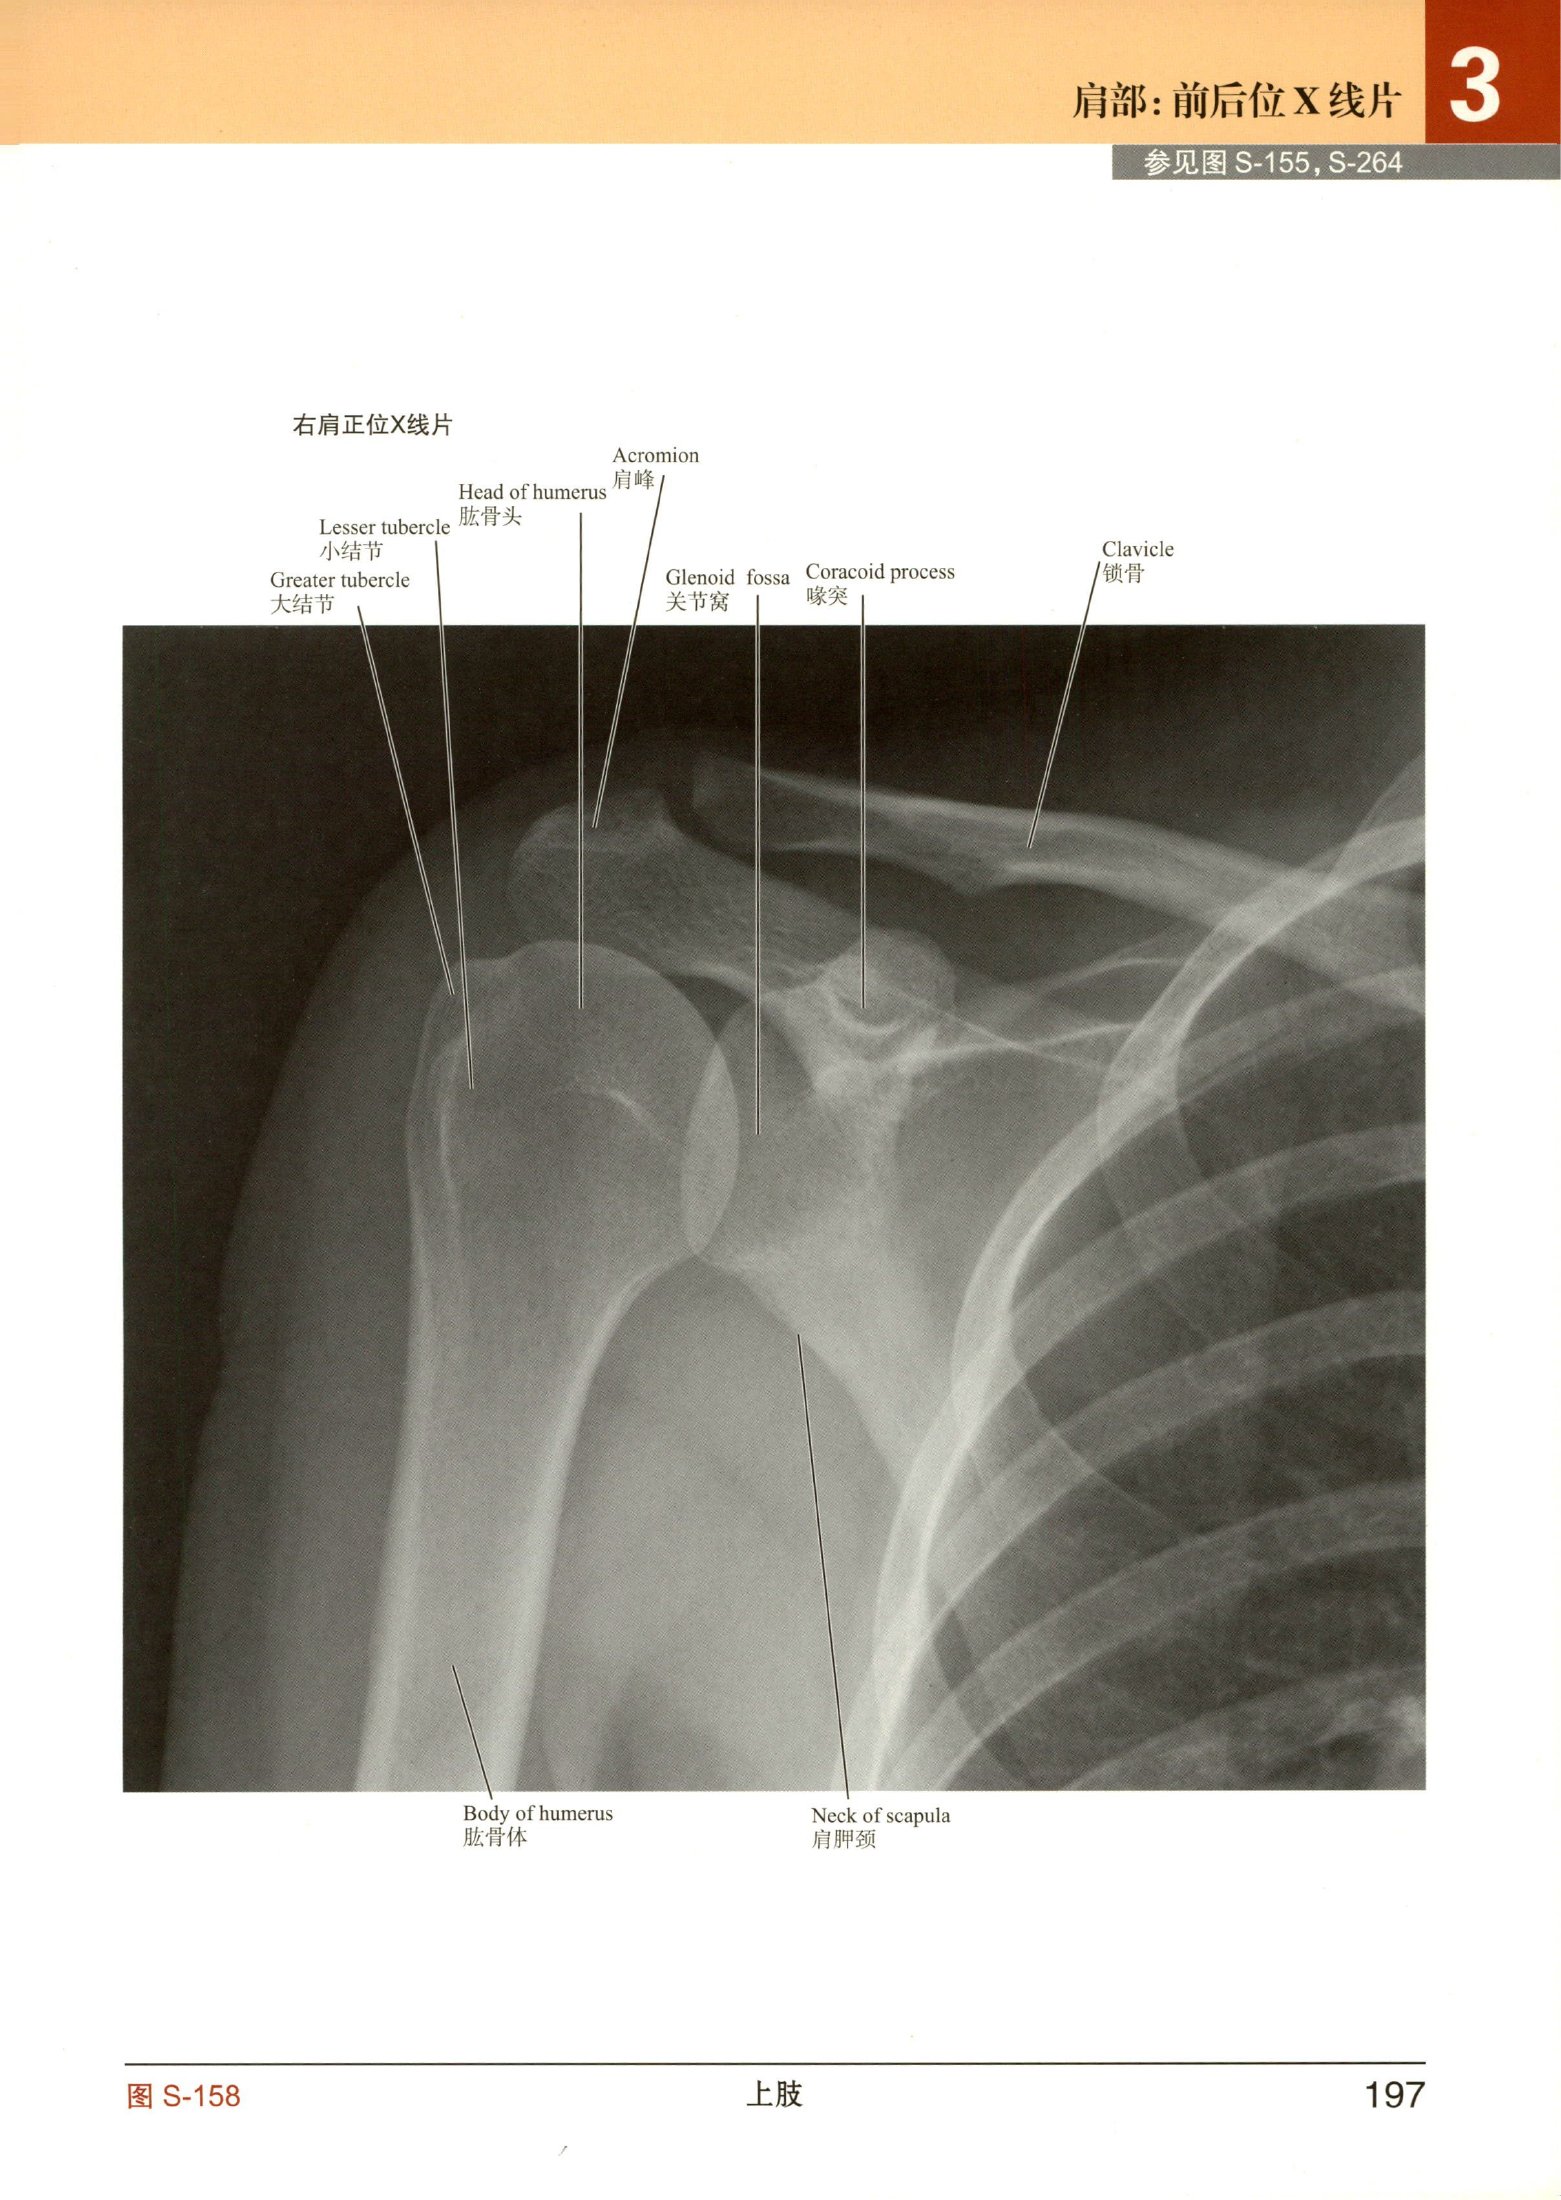 肩部：前后位X线片
3
参见图 S-155, S-264
右肩正位X线片
Acromion
肩峰
Head of humerus
肱骨头
Lesser tubercle
小结节
Greater tubercle
大结节
Glenoid fossa
关节窝
Coracoid process
喙突
Clavicle
锁骨
Body of humerus
肱骨体
Neck of scapula
肩胛颈
图 S-158
上肢
197